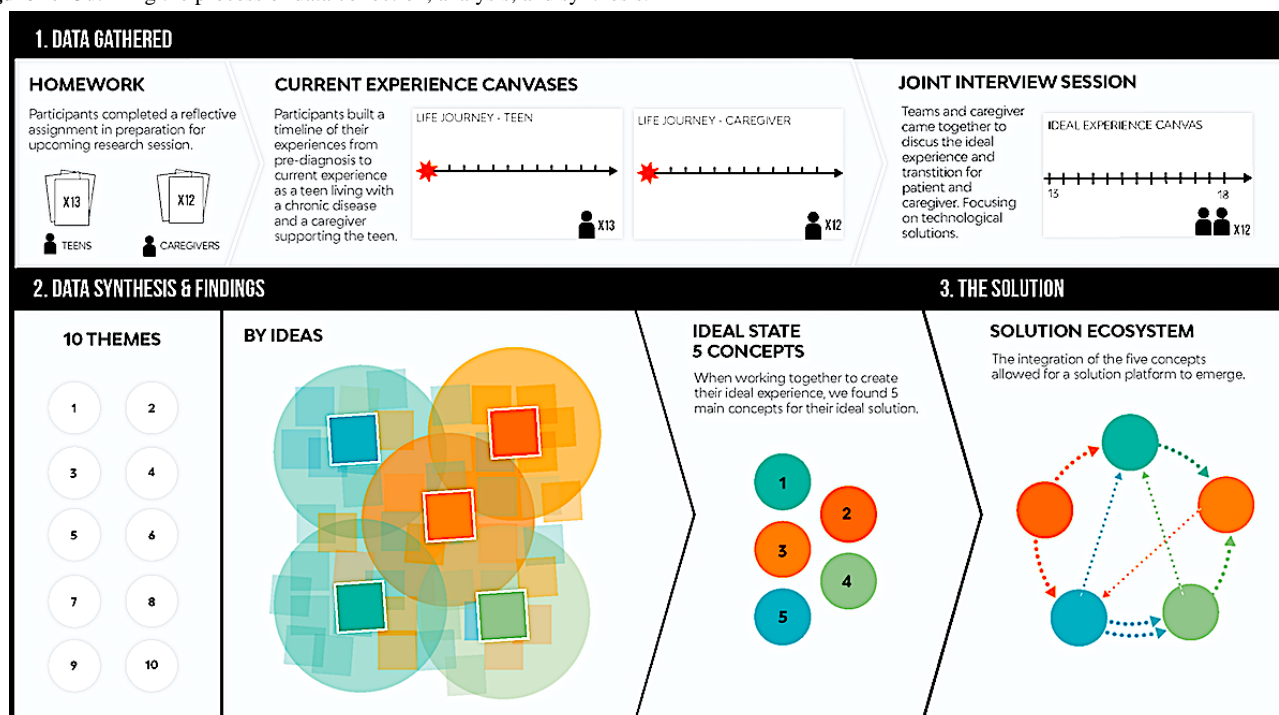 1. DATA GATHERED
HOMEWORK
Participants completed a reflective
assignment in preparation for
upcoming research session.
X13
X12
TEENS
CAREGIVERS
CURRENT EXPERIENCE CANVASES
Participants built a
timeline of their
experiences from
pre-diagnosis to
current experience
as a teen living with
a chronic disease
and a caregiver
supporting the teen.
LIFE JOURNEY - TEEN
X13
LIFE JOURNEY - CAREGIVER
X12
JOINT INTERVIEW SESSION
Teams and caregiver
came together to
discus the ideal
experience and
transtition for
patient and
caregiver. Focusing
on technological
solutions.
IDEAL EXPERIENCE CANVAS
13
18
X12
2. DATA SYNTHESIS & FINDINGS
10 THEMES
1 2
3 4
5 6
7 8
9 10
BY IDEAS
IDEAL STATE
5 CONCEPTS
When working together to create
their ideal experience, we found 5
main concepts for their ideal solution.
1
2
3
4
5
3. THE SOLUTION
SOLUTION ECOSYSTEM
The integration of the five concepts
allowed for a solution platform to emerge.